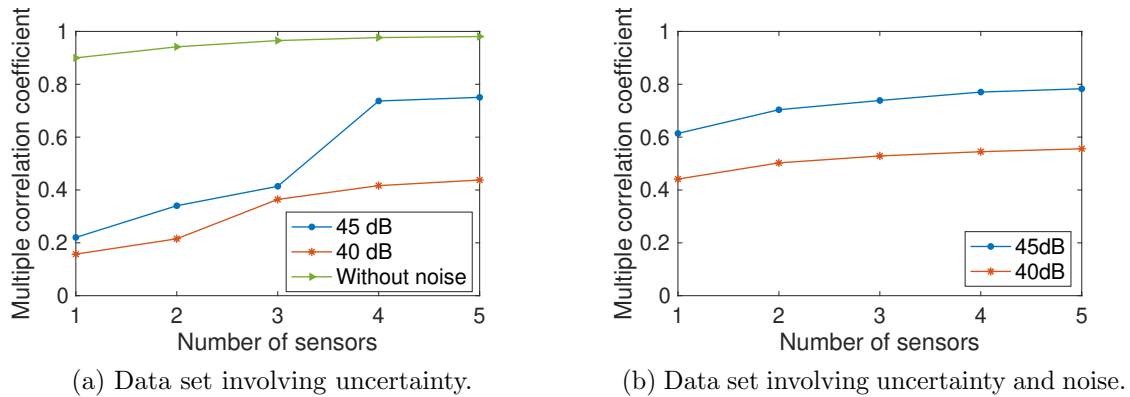 Multiple correlation coefficient
1
0.8
0.6
0.4
0.2
0
45 dB
40 dB
Without noise
1 2 3 4 5
Number of sensors
(a) Data set involving uncertainty.
Multiple correlation coefficient
1
0.8
0.6
0.4
0.2
0
45dB
40dB
1 2 3 4 5
Number of sensors
(b) Data set involving uncertainty and noise.